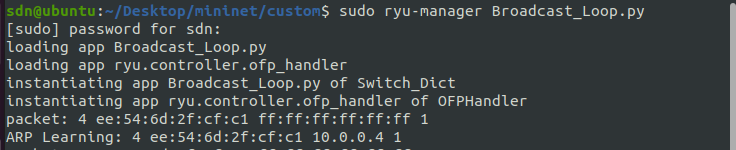 sdn@ubuntu:~/Desktop/mininet/custom$ sudo ryu-manager Broadcast_Loop.py
[sudo] password for sdn:
loading app Broadcast_Loop.py
loading app ryu.controller.ofp_handler
instantiating app Broadcast_Loop.py of Switch_Dict
instantiating app ryu.controller.ofp_handler of OFPHandler
packet: 4 ee:54:6d:2f:cf:c1 ff:ff:ff:ff:ff:ff 1
ARP Learning: 4 ee:54:6d:2f:cf:c1 10.0.0.4 1